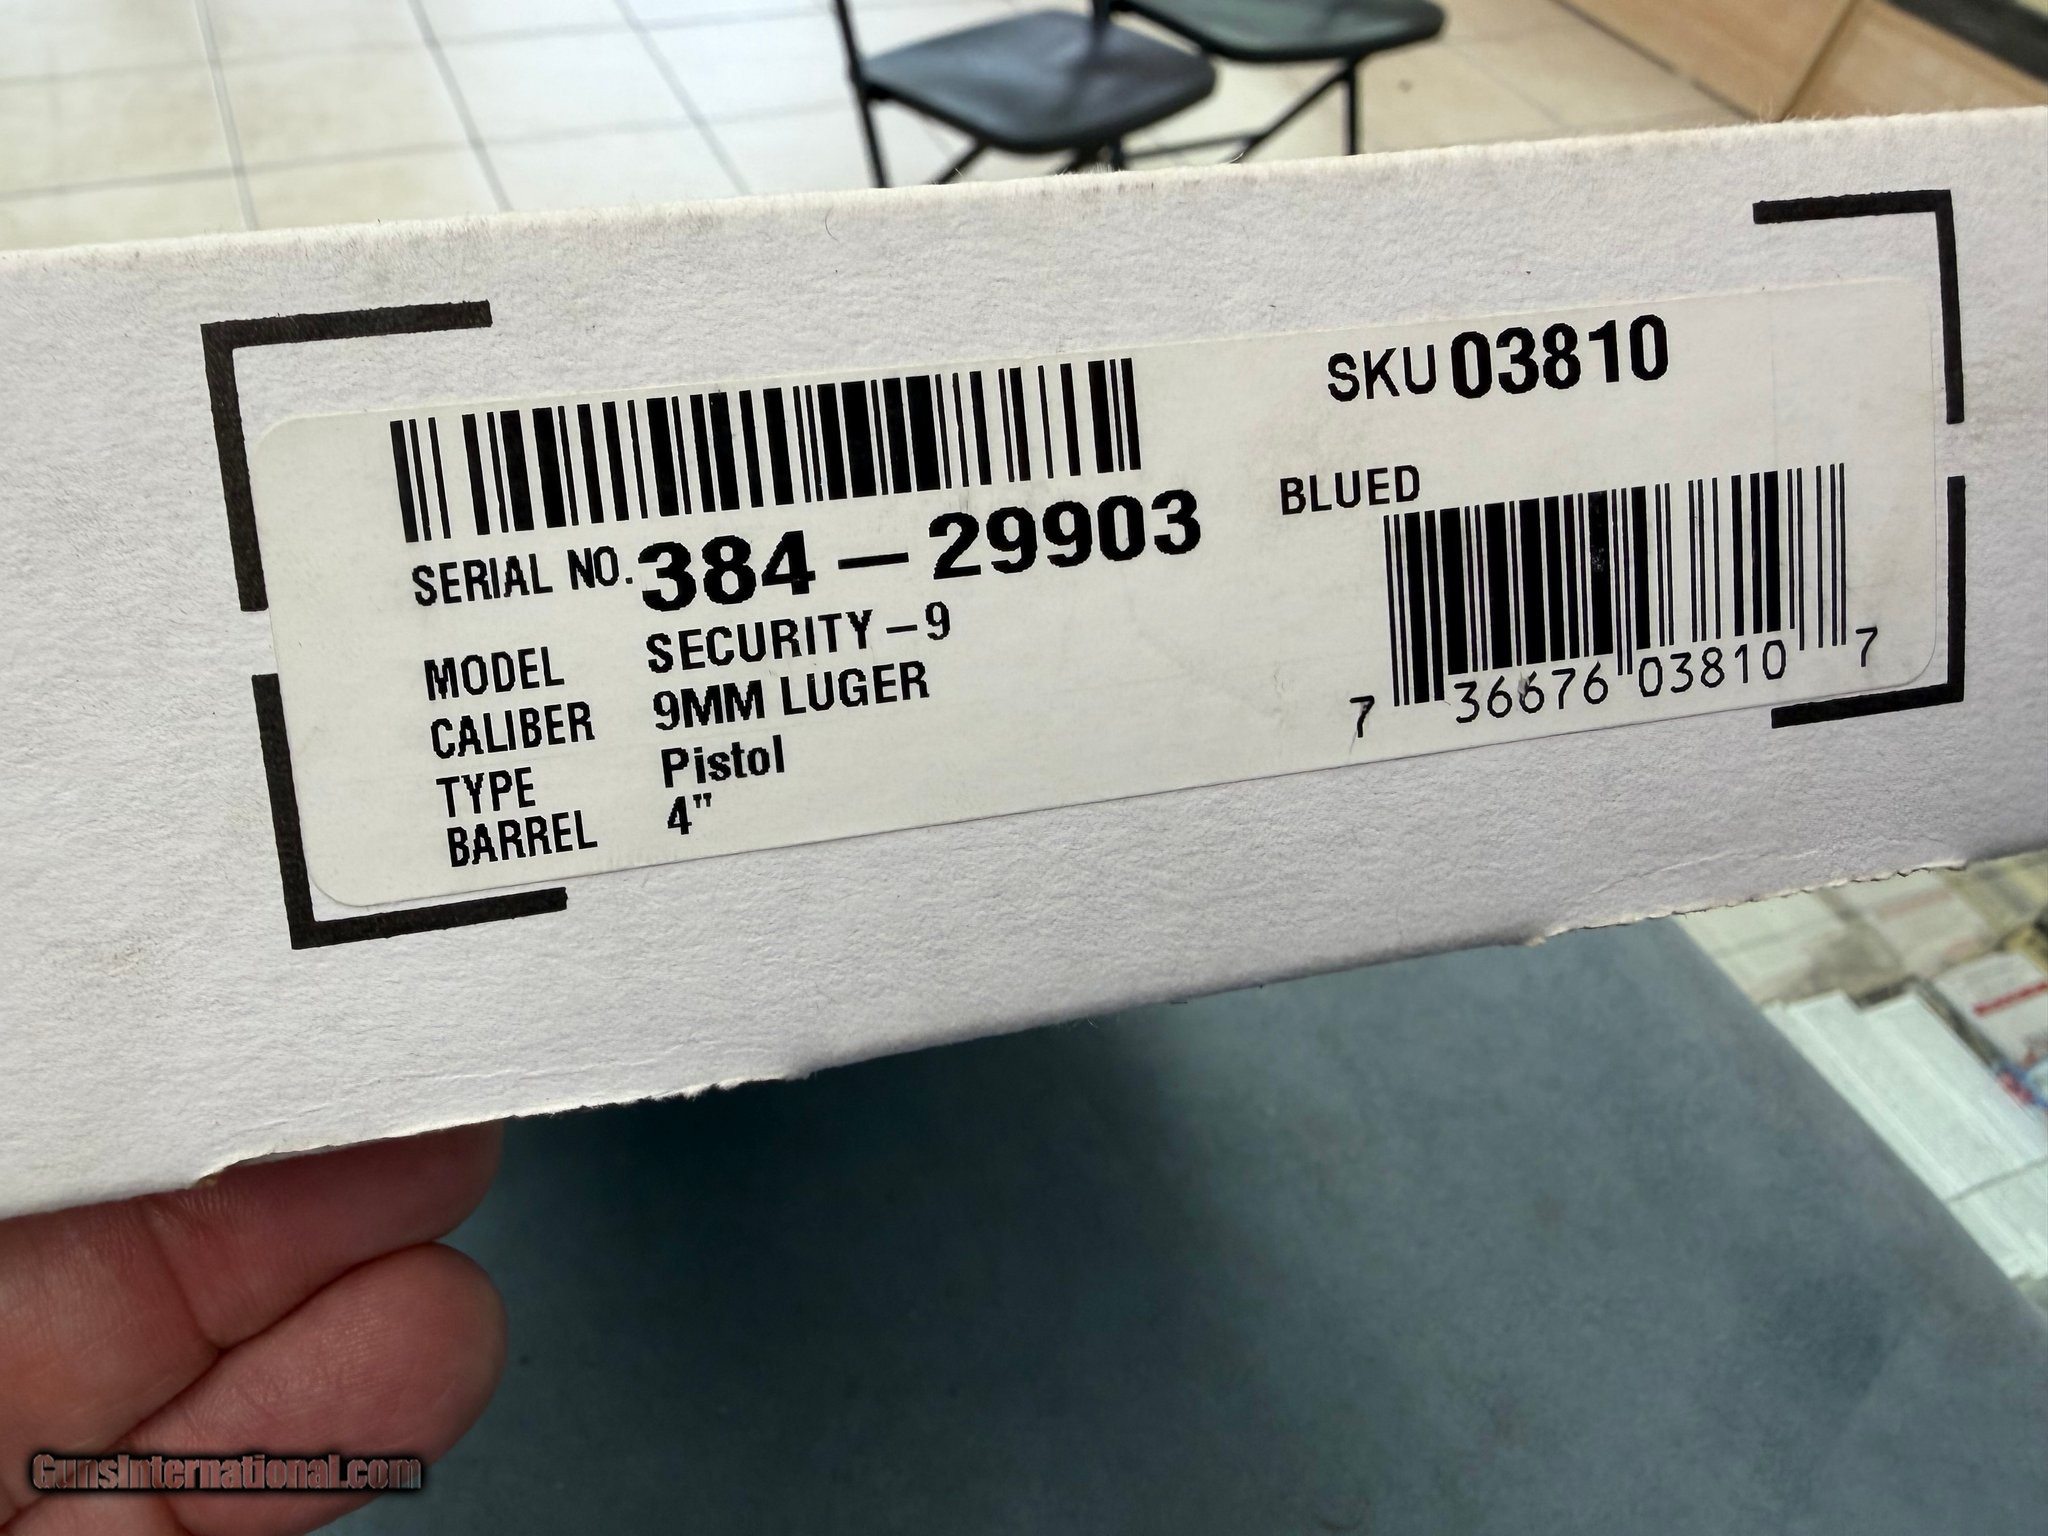 SKU 03810
SERIAL NO. 384-29903
BLUED
MODEL SECURITY-9
CALIBER 9MM LUGER
TYPE Pistol
BARREL 4"
7 36676 03810 7
GunsInternational.com